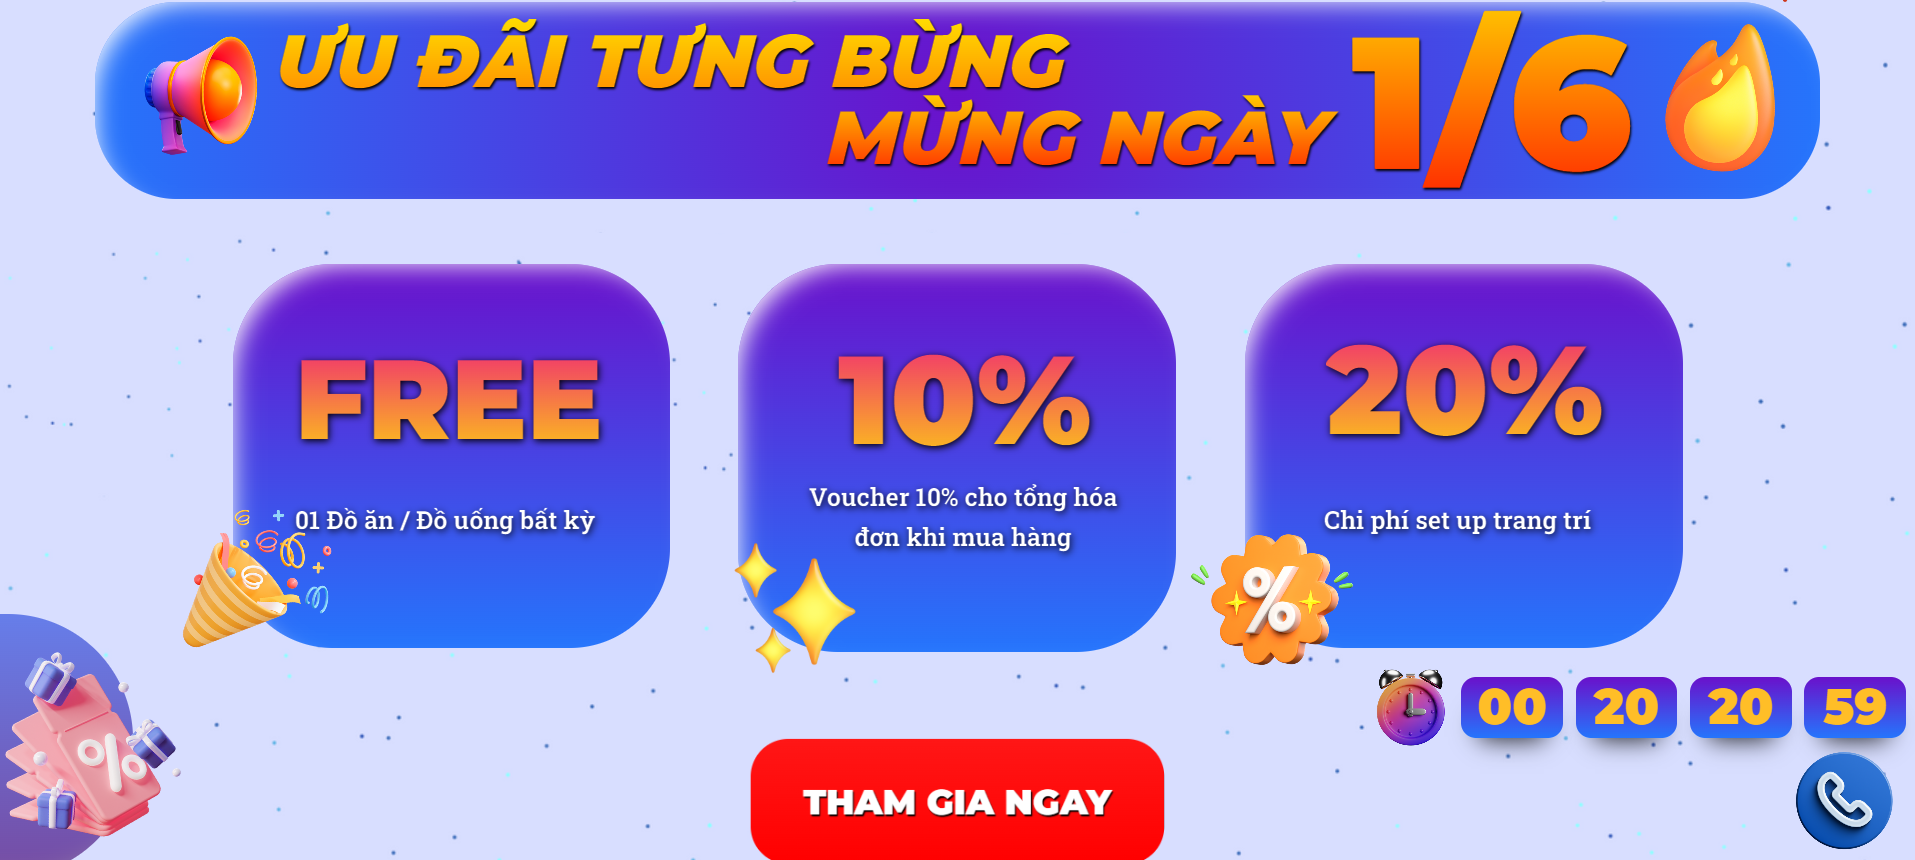 ƯU ĐÃI TƯNG BỪNG
MỪNG NGÀY
1/6
FREE
01 Đồ ăn / Đồ uống bất kỳ
10%
Voucher 10% cho tổng hóa
đơn khi mua hàng
20%
Chi phí set up trang trí
%
%
00 20 20 59
THAM GIA NGAY